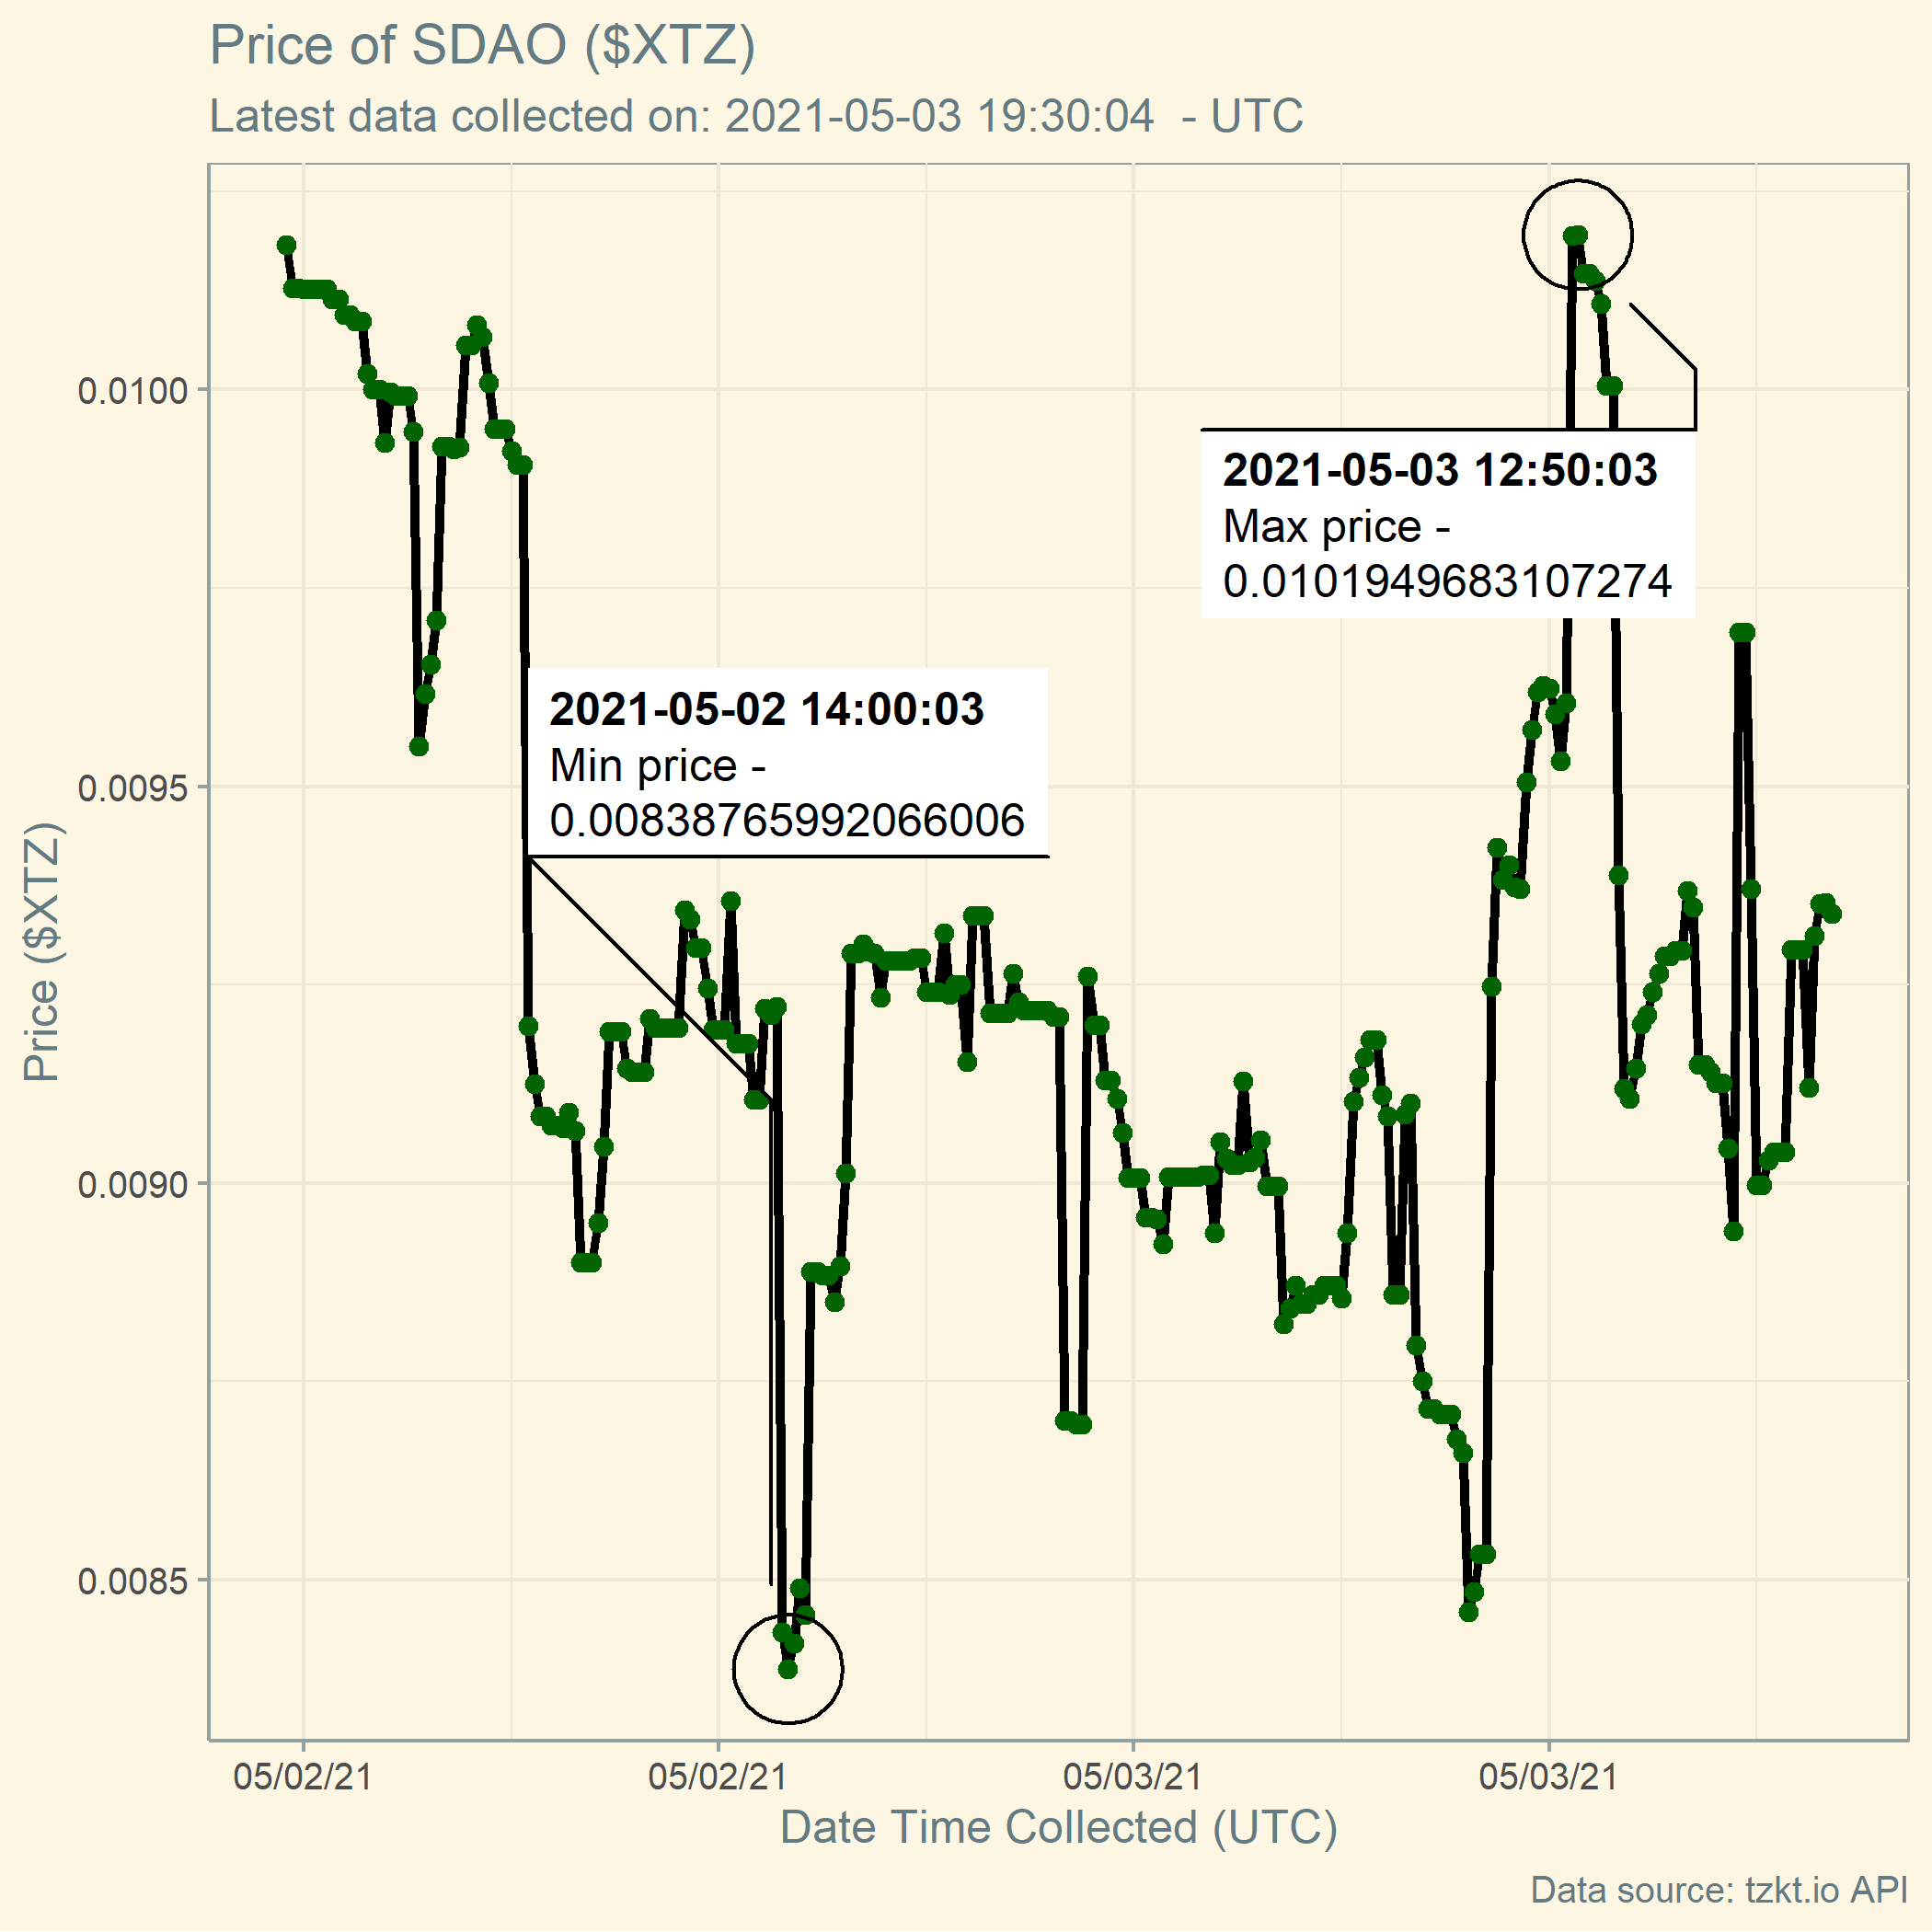 Price of SDAO ($XTZ)
Latest data collected on: 2021-05-03 19:30:04  - UTC
Price ($XTZ)
0.0100
0.0095
0.0090
0.0085
2021-05-03 12:50:03
Max price -
0.0101949683107274
2021-05-02 14:00:03
Min price -
0.00838765992066006
05/02/21
05/02/21
05/03/21
05/03/21
Date Time Collected (UTC)
Data source: tzkt.io API